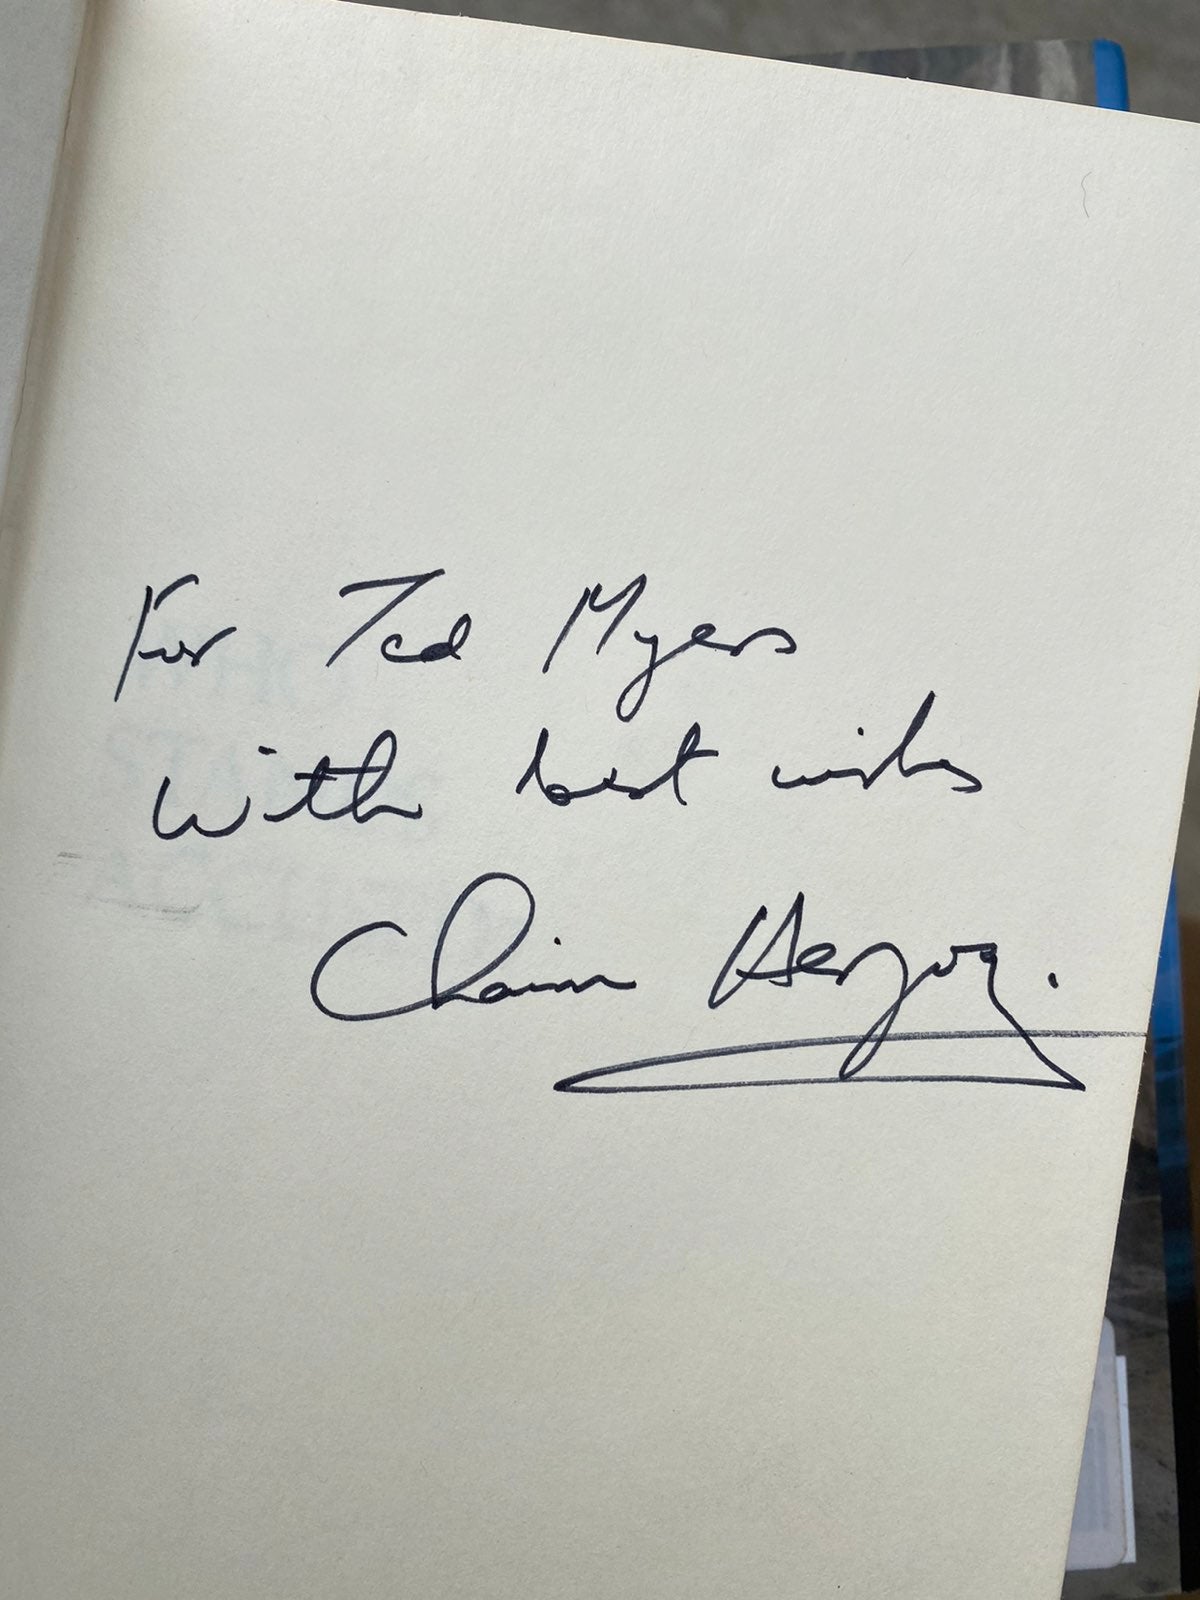 For Ted Myers
With best wishes
Chaim Herzog.